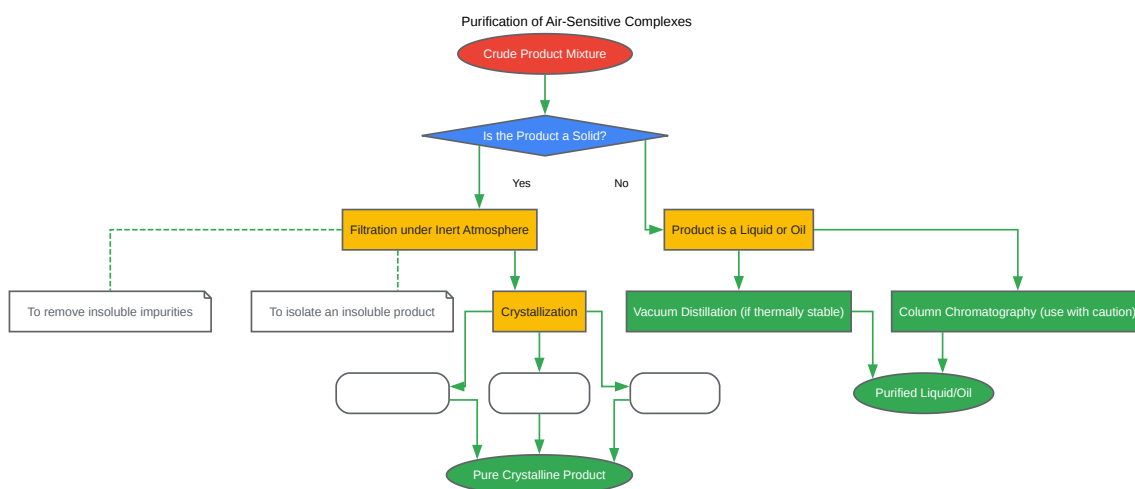 Purification of Air-Sensitive Complexes
Crude Product Mixture
Is the Product a Solid?
Yes
No
Filtration under Inert Atmosphere
Product is a Liquid or Oil
To remove insoluble impurities
To isolate an insoluble product
Crystallization
Vacuum Distillation (if thermally stable)
Column Chromatography (use with caution)
Purified Liquid/Oil
Pure Crystalline Product